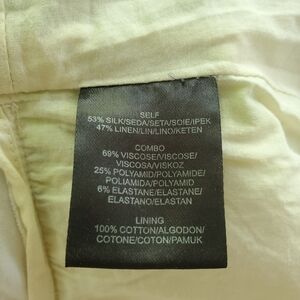 SELF
53% SILK/SEDA/SETA/SOIE/IPEK
47% LINEN/LIN/LINO/KETEN
COMBO
69% VISCOSE/VISCOSE/
VISCOSA/VISKOZ
25% POLYAMID/POLYAMIDE/
POLIAMIDA/POLYAMID
6% ELASTANE/ELASTANE/
ELASTANO/ELASTAN
LINING
100% COTTON/ALGODON/
COTONE/COTON/PAMUK